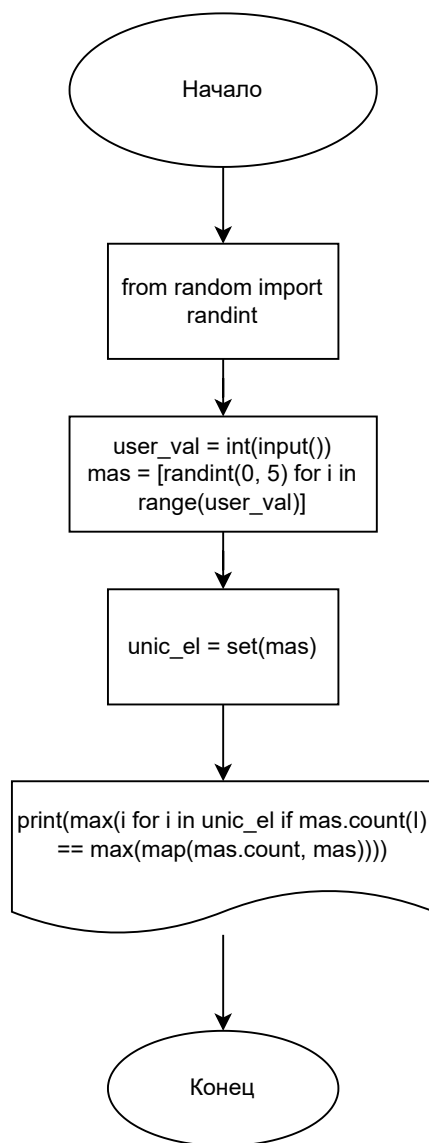 Начало
from random import
randint
user_val = int(input())
mas = [randint(0, 5) for i in
range(user_val)]
unic_el = set(mas)
print(max(i for i in unic_el if mas.count(I)
== max(map(mas.count, mas))))
Конец